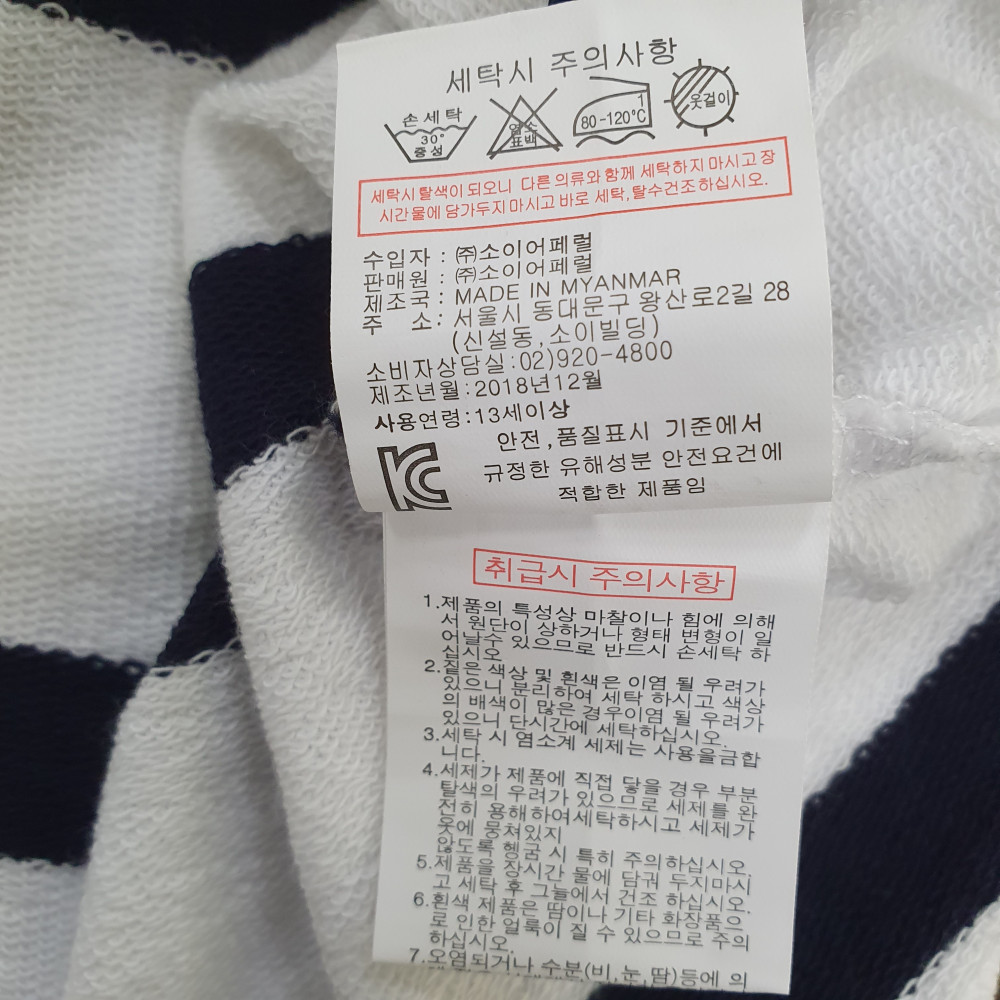 세탁시 주의사항
손세탁
30°
중성
염소
표백
1
80-120℃
옷걸이
세탁시 탈색이 되오니 다른 의류와 함께 세탁하지 마시고 장
시간 물에 담가두지 마시고 바로 세탁,탈수건조하십시오.
수입자 : ㈜소이어페럴
판매원 : ㈜소이어페럴
제조국 : MADE IN MYANMAR
주 소 : 서울시 동대문구 왕산로2길 28
(신설동,소이빌딩)
소비자상담실:02)920-4800
제조년월:2018년12월
사용연령:13세이상
안전,품질표시 기준에서
규정한 유해성분 안전요건에
적합한 제품임
취급시 주의사항
1.제품의 특성상 마찰이나 힘에 의해
서 원단이 상하거나 형태 변형이 일
어날수 있으므로 반드시 손세탁 하
십시오
2.짙은 색상 및 흰색은 이염 될 우려가
있으니 분리하여 세탁 하시고 색상
의 배색이 많은 경우이염 될 우려가
있으니 단시간에 세탁하십시오.
3.세탁 시 염소계 세제는 사용을금합
니다.
4.세제가 제품에 직접 닿을 경우 부분
탈색의 우려가 있으므로 세제를 완
전히 용해하여세탁하시고 세제가
옷에 뭉쳐있지
않도록 헹굼 시 특히 주의하십시오.
5.제품을 장시간 물에 담궈 두지마시
고 세탁 후 그늘에서 건조 하십시오.
6.흰색 제품은 땀이나 기타 화장품으
로 인한 얼룩이 질 수 있으므로 주의
하십시오.
7.오염되거나 수분(비,눈,땀)등에 의